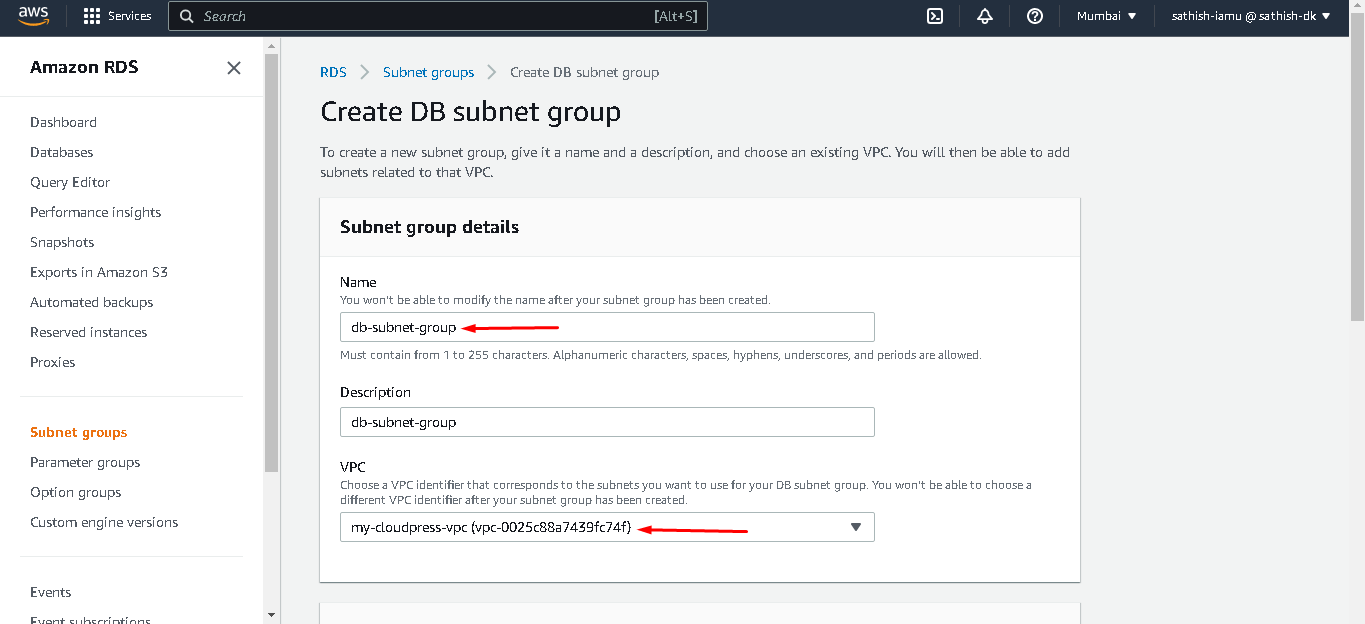 aws
Services
Search
[Alt+S]
Mumbai
sathish-iamu @ sathish-dk
Amazon RDS
Dashboard
Databases
Query Editor
Performance insights
Snapshots
Exports in Amazon S3
Automated backups
Reserved instances
Proxies
Subnet groups
Parameter groups
Option groups
Custom engine versions
Events
Event subscriptions
RDS
Subnet groups
Create DB subnet group
Create DB subnet group
To create a new subnet group, give it a name and a description, and choose an existing VPC. You will then be able to add
subnets related to that VPC.
Subnet group details
Name
You won't be able to modify the name after your subnet group has been created.
db-subnet-group
Must contain from 1 to 255 characters. Alphanumeric characters, spaces, hyphens, underscores, and periods are allowed.
Description
db-subnet-group
VPC
Choose a VPC identifier that corresponds to the subnets you want to use for your DB subnet group. You won't be able to choose a
different VPC identifier after your subnet group has been created.
my-cloudpress-vpc (vpc-0025c88a7439fc74f)